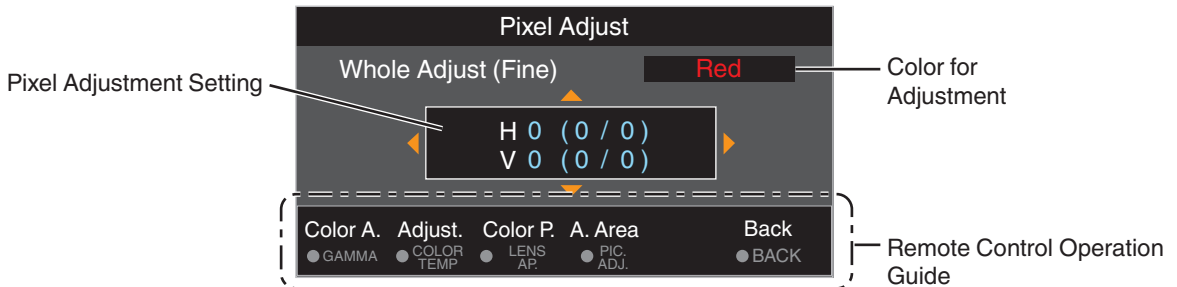 Pixel Adjust
Whole Adjust (Fine) Red
Pixel Adjustment Setting
Color for
Adjustment
H 0 (0 / 0)
V 0 (0 / 0)
Color A. Adjust. Color P. A. Area Back
GAMMA COLOR TEMP LENS AP. PIC. ADJ. BACK
Remote Control Operation
Guide